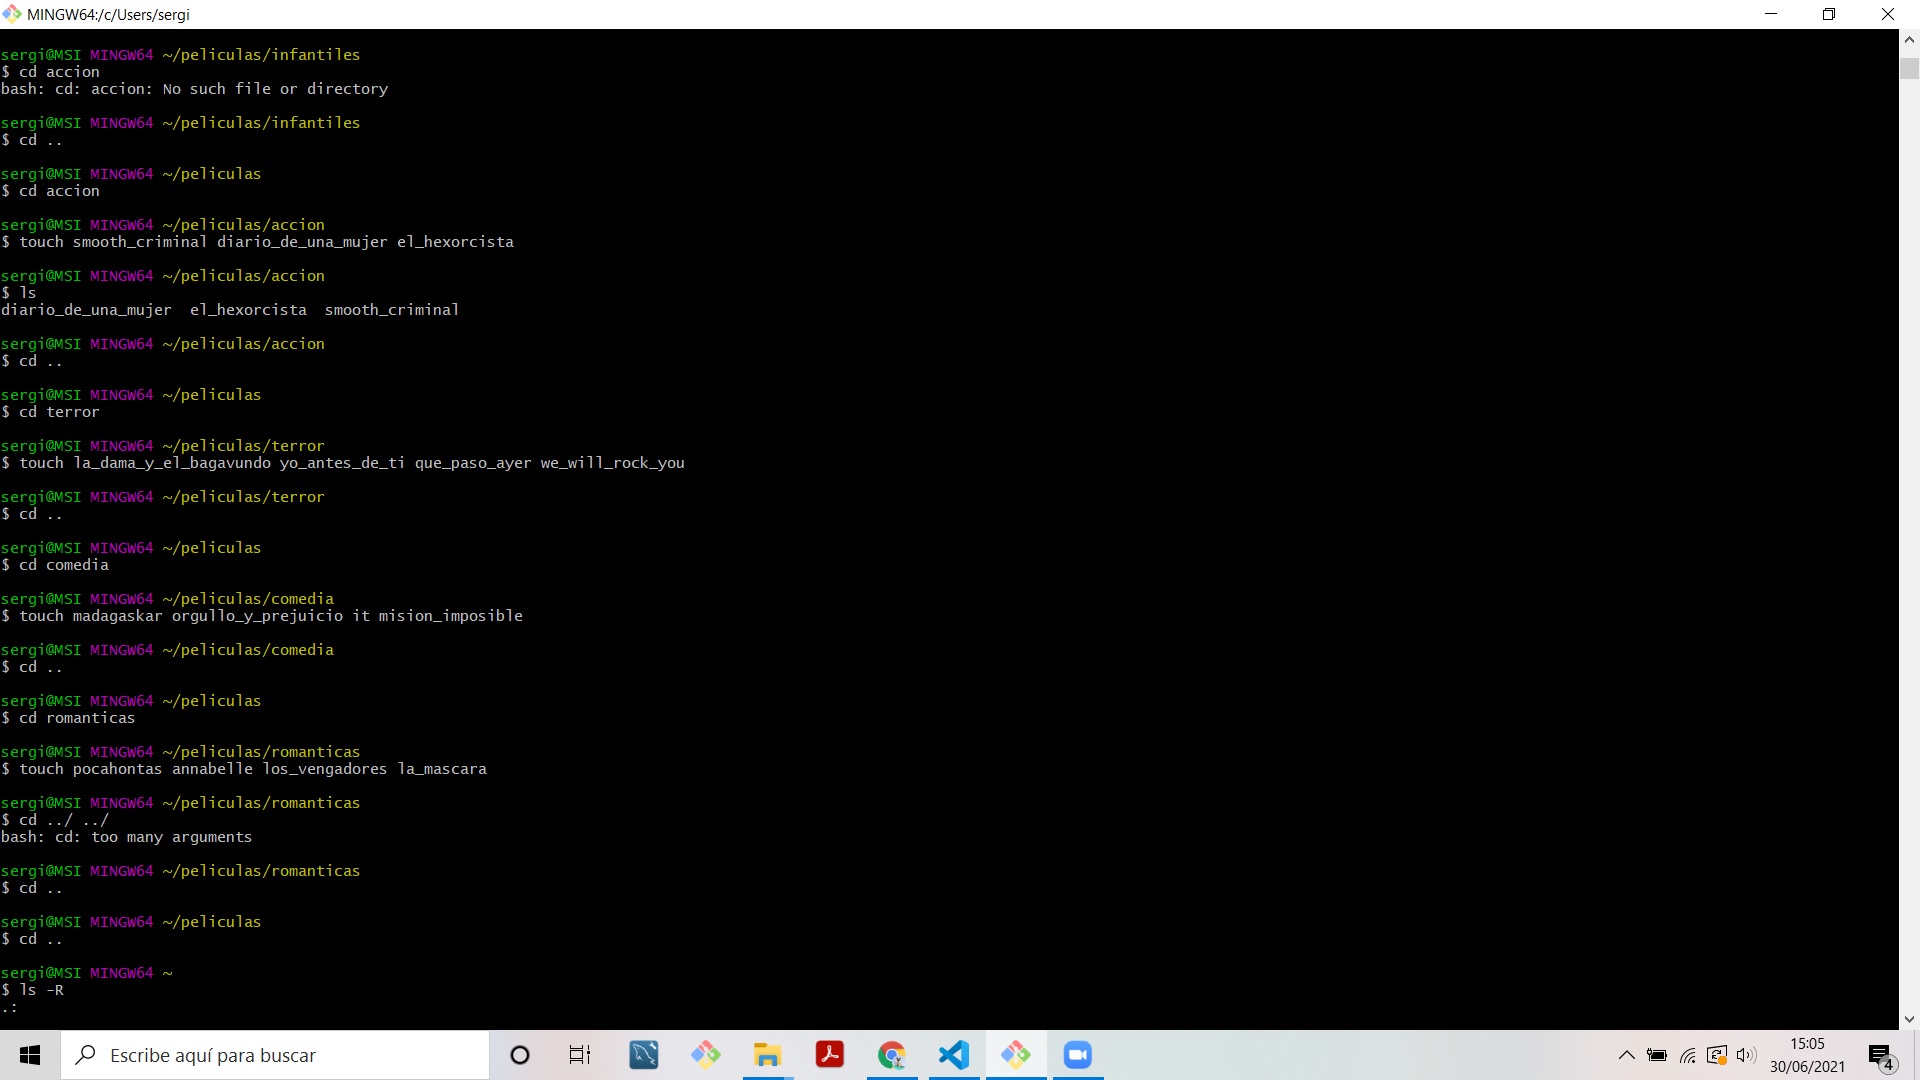 MINGW64:/c/Users/sergi
sergi@MSI MINGW64 ~/peliculas/infantiles
$ cd accion
bash: cd: accion: No such file or directory
sergi@MSI MINGW64 ~/peliculas/infantiles
$ cd ..
sergi@MSI MINGW64 ~/peliculas
$ cd accion
sergi@MSI MINGW64 ~/peliculas/accion
$ touch smooth_criminal diario_de_una_mujer el_hexorcista
sergi@MSI MINGW64 ~/peliculas/accion
$ ls
diario_de_una_mujer  el_hexorcista  smooth_criminal
sergi@MSI MINGW64 ~/peliculas/accion
$ cd ..
sergi@MSI MINGW64 ~/peliculas
$ cd terror
sergi@MSI MINGW64 ~/peliculas/terror
$ touch la_dama_y_el_bagavundo yo_antes_de_ti que_paso_ayer we_will_rock_you
sergi@MSI MINGW64 ~/peliculas/terror
$ cd ..
sergi@MSI MINGW64 ~/peliculas
$ cd comedia
sergi@MSI MINGW64 ~/peliculas/comedia
$ touch madagaskar orgullo_y_prejuicio it mision_imposible
sergi@MSI MINGW64 ~/peliculas/comedia
$ cd ..
sergi@MSI MINGW64 ~/peliculas
$ cd romanticas
sergi@MSI MINGW64 ~/peliculas/romanticas
$ touch pocahontas annabelle los_vengadores la_mascara
sergi@MSI MINGW64 ~/peliculas/romanticas
$ cd ../ ../
bash: cd: too many arguments
sergi@MSI MINGW64 ~/peliculas/romanticas
$ cd ..
sergi@MSI MINGW64 ~/peliculas
$ cd ..
sergi@MSI MINGW64 ~
$ ls -R
.:
Escribe aquí para buscar
15:05
30/06/2021
4